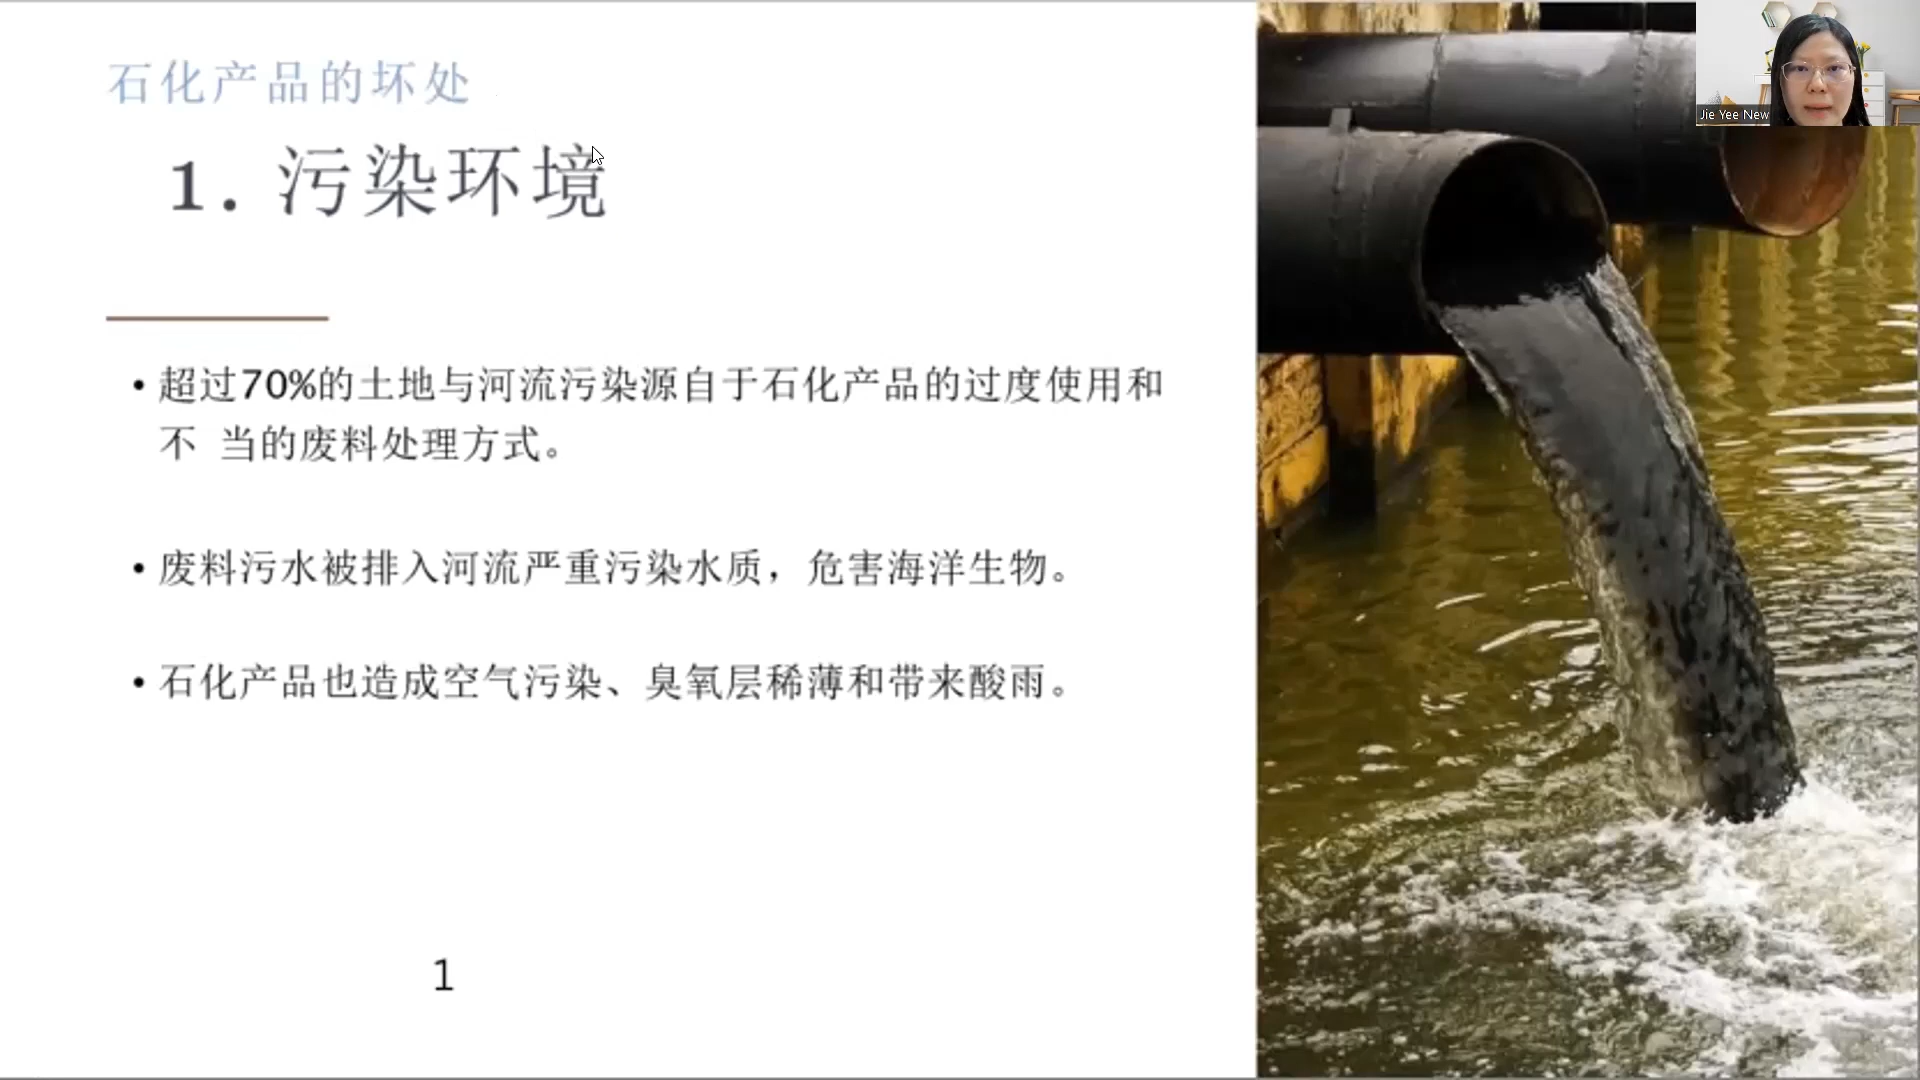 石化产品的坏处
1. 污染环境
• 超过70%的土地与河流污染源自于石化产品的过度使用和
不 当的废料处理方式。
• 废料污水被排入河流严重污染水质，危害海洋生物。
• 石化产品也造成空气污染、臭氧层稀薄和带来酸雨。
1
Jie Yee New